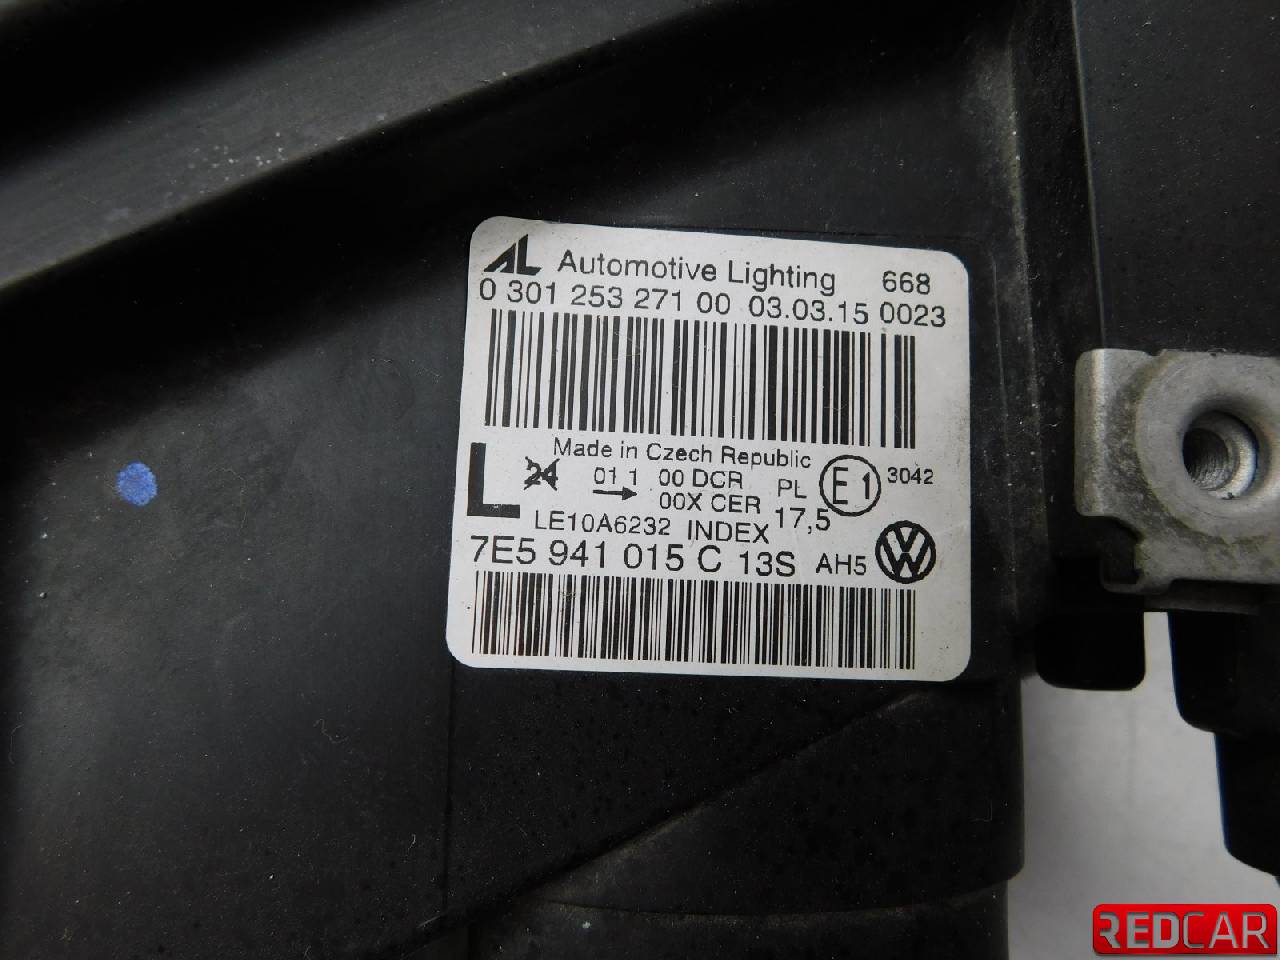 AL Automotive Lighting 668
0 301 253 271 00 03.03.15 0023
Made in Czech Republic
L 24 01 1 00 DCR PL E1 3042
00X CER 17,5
LE10A6232 INDEX
7E5 941 015 C 13S AH5 VW
REDCAR